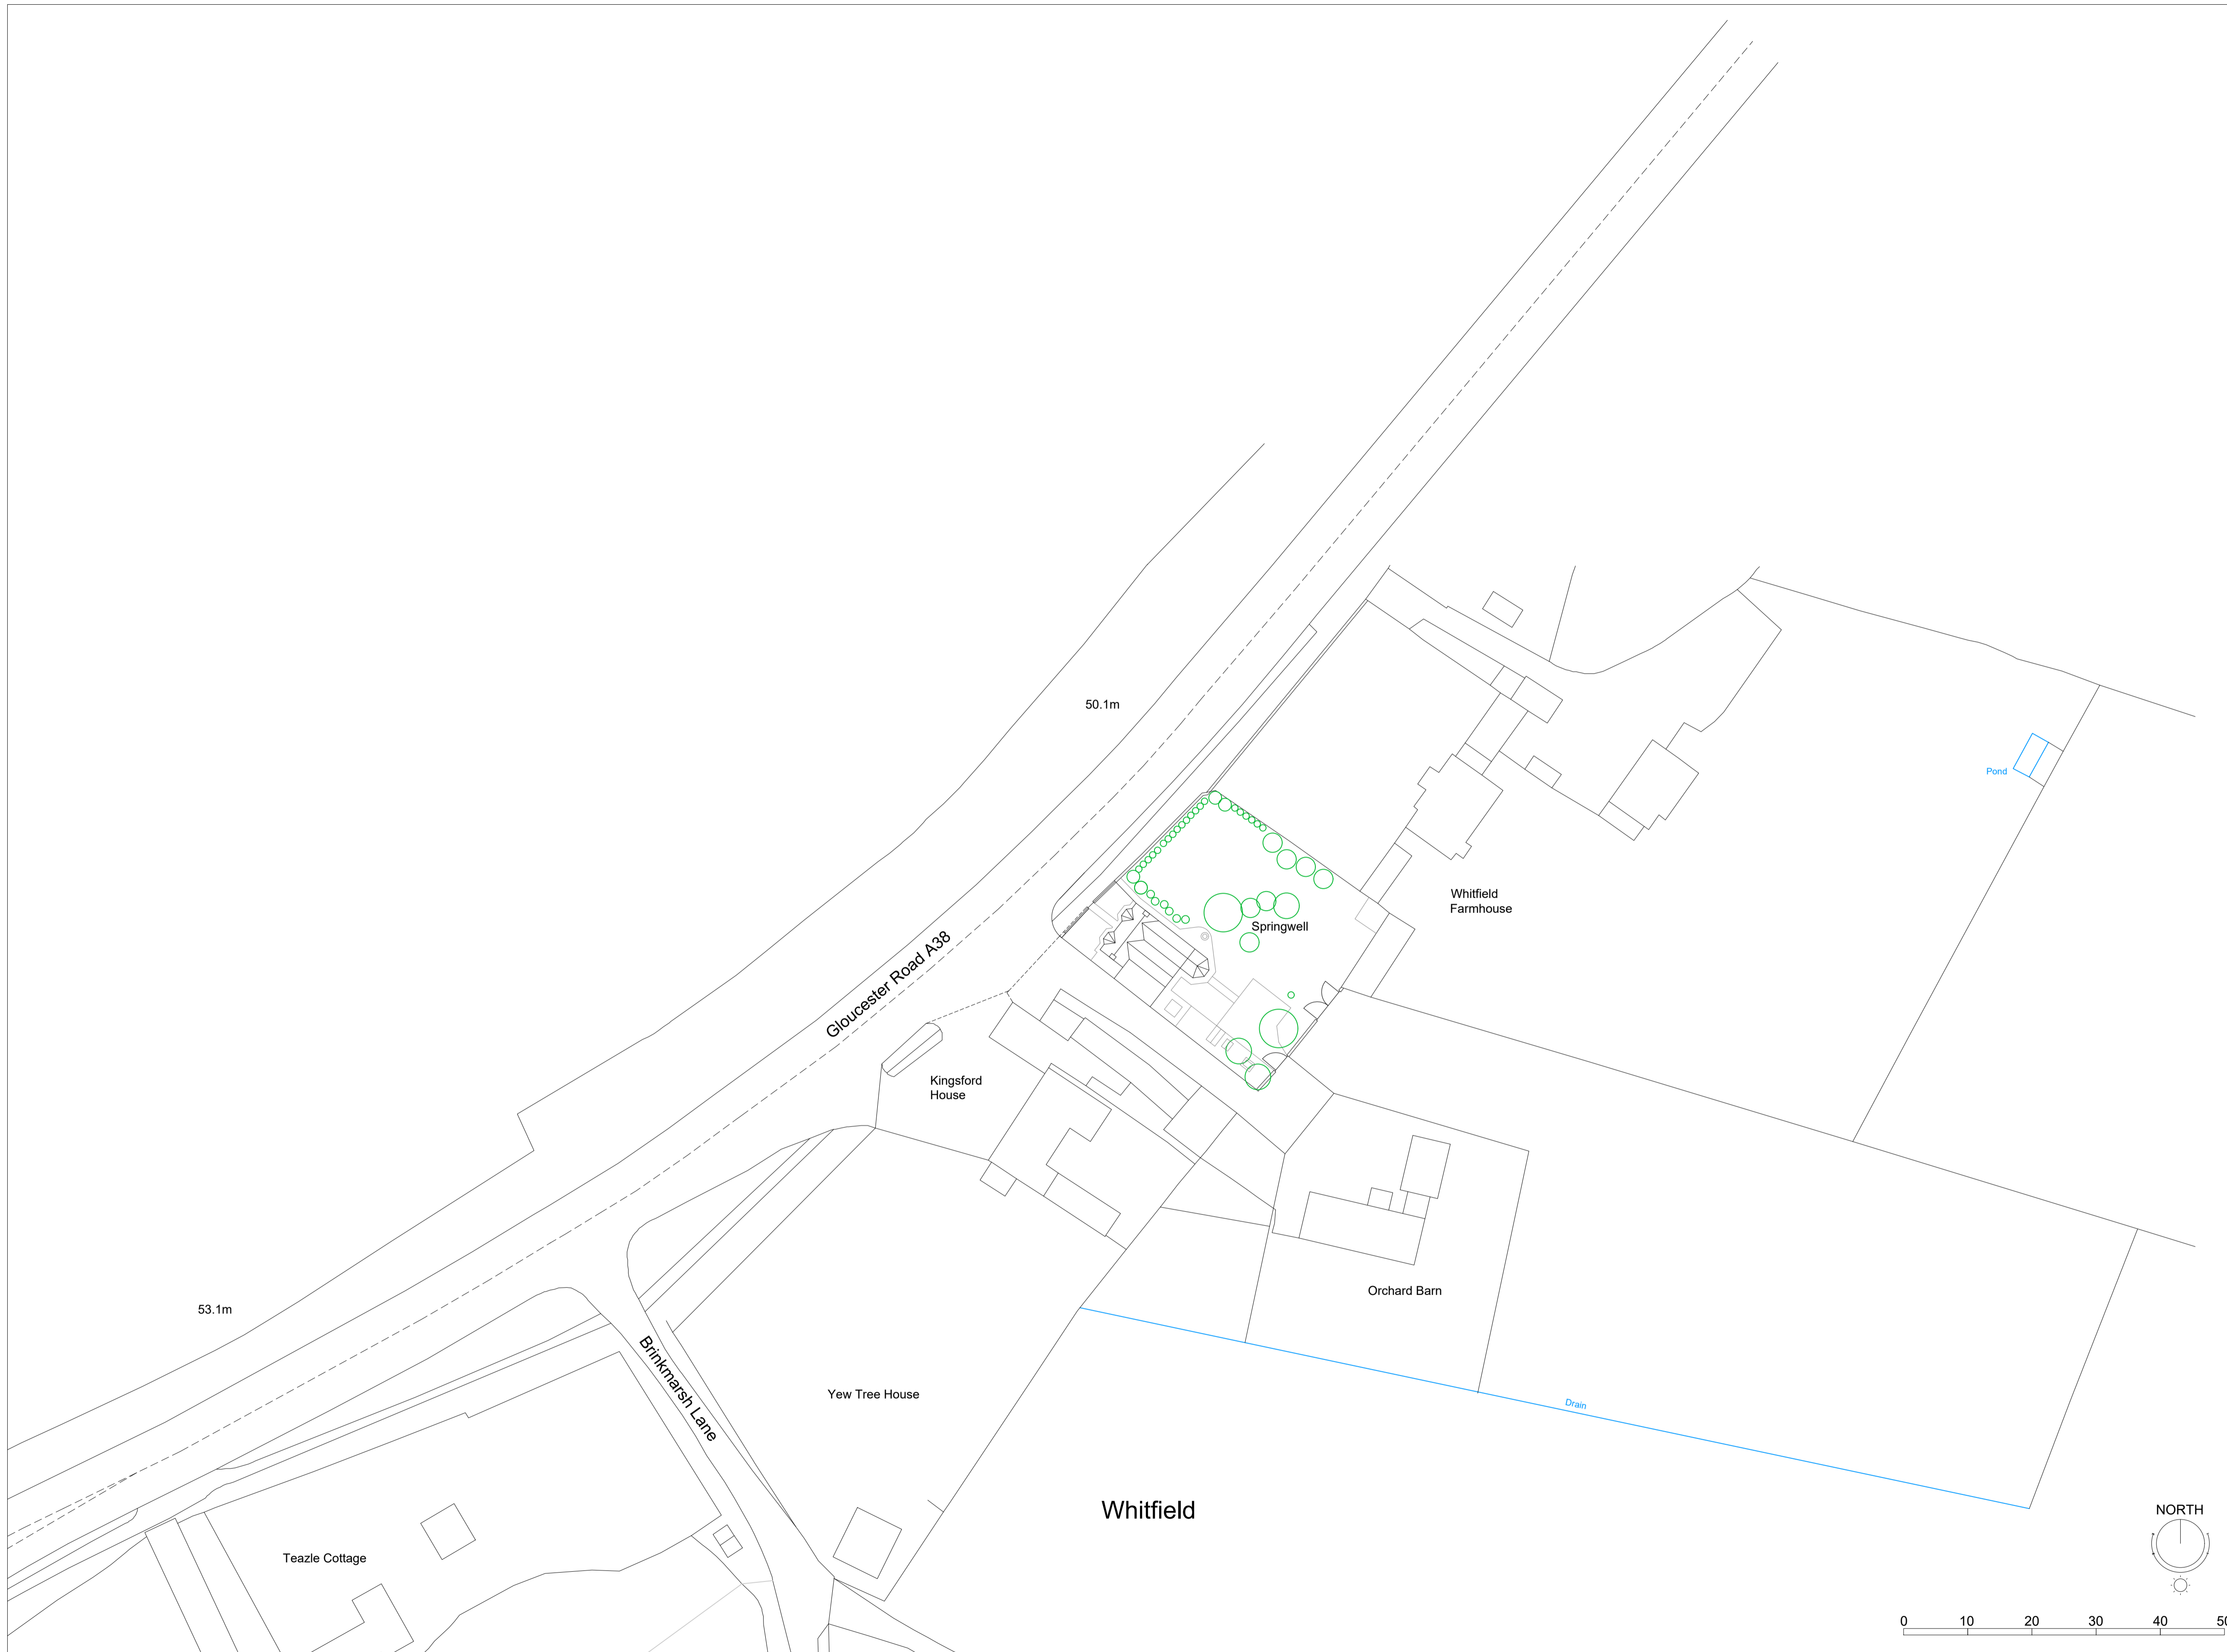 50.1m
Pond
Whitfield
Farmhouse
Springwell
Gloucester Road A38
Kingsford
House
Orchard Barn
53.1m
Brinkmarsh Lane
Yew Tree House
Drain
Whitfield
NORTH
Teazle Cottage
0 10 20 30 40